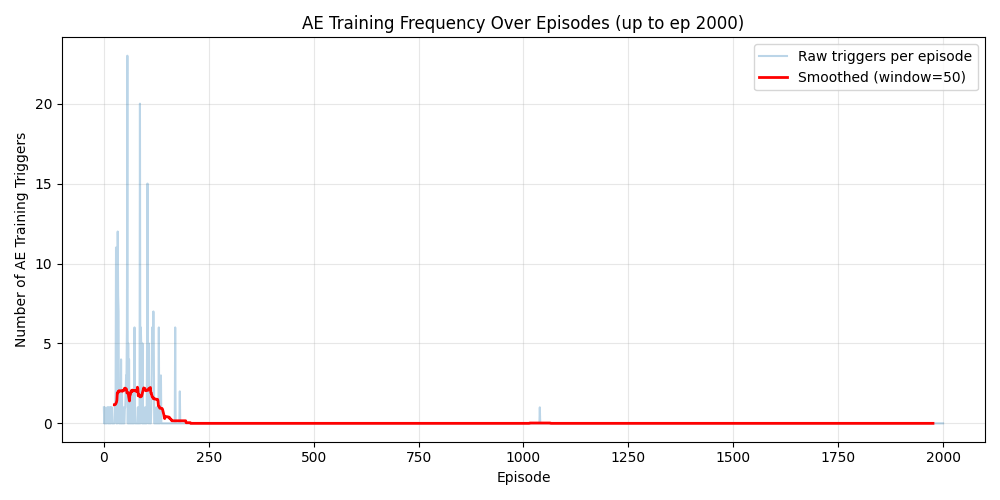 AE Training Frequency Over Episodes (up to ep 2000)
Raw triggers per episode
Smoothed (window=50)
Number of AE Training Triggers
20
15
10
5
0
0 250 500 750 1000 1250 1500 1750 2000
Episode